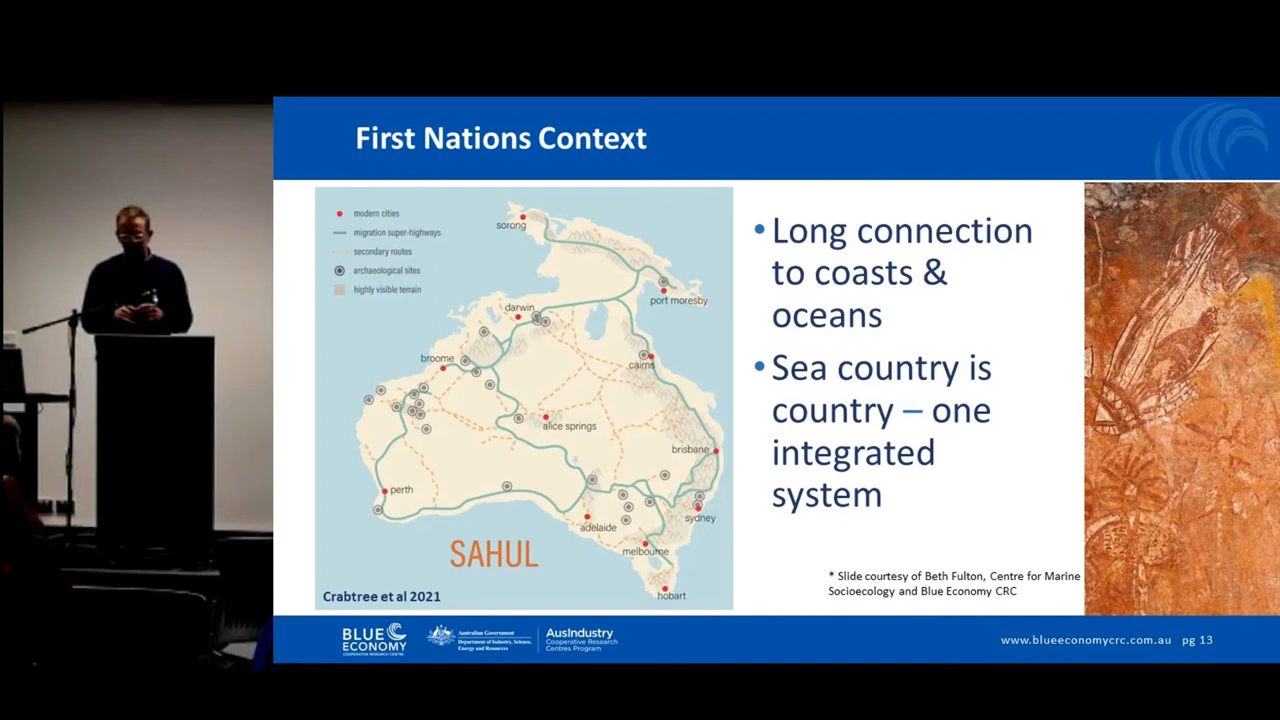 First Nations Context
modern cities
migration super-highways
secondary routes
archaeological sites
highly visible terrain
sorong
port moresby
darwin
broome
cairns
alice springs
brisbane
perth
sydney
adelaide
melbourne
hobart
SAHUL
Crabtree et al 2021
• Long connection
to coasts &
oceans
• Sea country is
country – one
integrated
system
* Slide courtesy of Beth Fulton, Centre for Marine
Socioecology and Blue Economy CRC
BLUE
ECONOMY
COOPERATIVE RESEARCH CENTRE
Australian Government
Department of Industry, Science,
Energy and Resources
AusIndustry
Cooperative Research
Centres Program
www.blueeconomycrc.com.au pg 13